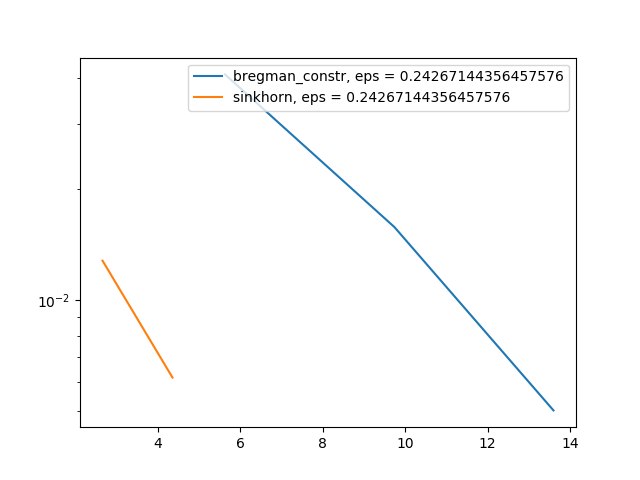 bregman_constr, eps = 0.24267144356457576
sinkhorn, eps = 0.24267144356457576
10⁻²
4 6 8 10 12 14